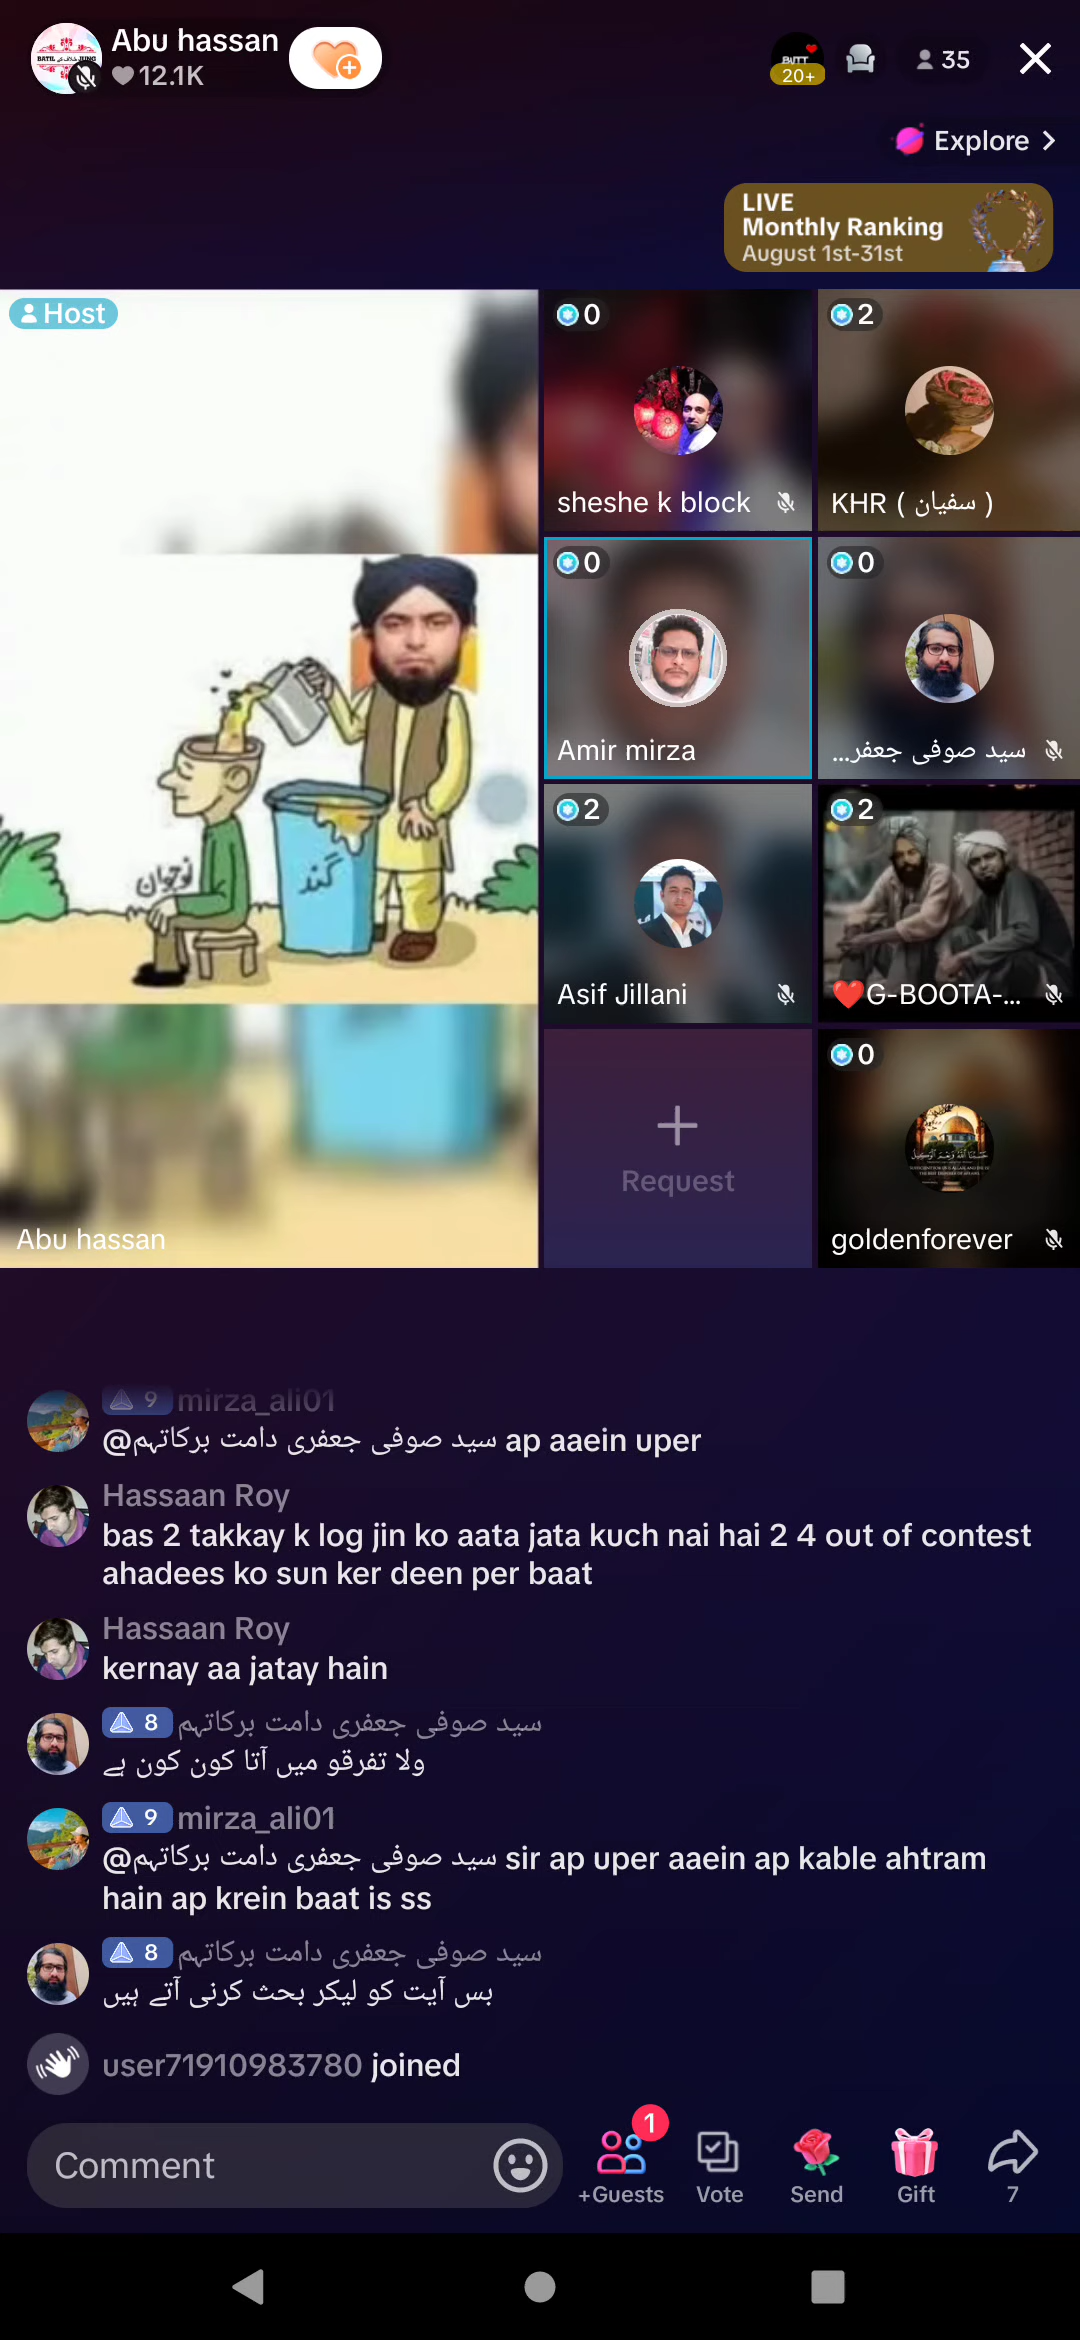 Abu hassan
12.1K
20+
35
Explore
LIVE
Monthly Ranking
August 1st-31st
Host
0
2
sheshe k block
KHR ( سفیان )
0
0
Amir mirza
سید صوفی جعفر...
نوجوان
گند
2
2
Asif Jillani
❤️G-BOOTA-...
0
Request
Abu hassan
goldenforever
9 mirza_ali01
@سید صوفی جعفری دامت برکاتہم ap aaein uper
Hassaan Roy
bas 2 takkay k log jin ko aata jata kuch nai hai 2 4 out of contest
ahadees ko sun ker deen per baat
Hassaan Roy
kernay aa jatay hain
8 سید صوفی جعفری دامت برکاتہم
ولا تفرقو میں آتا کون کون ہے
9 mirza_ali01
@سید صوفی جعفری دامت برکاتہم sir ap uper aaein ap kable ahtram
hain ap krein baat is ss
8 سید صوفی جعفری دامت برکاتہم
بس آیت کو لیکر بحث کرنی آتے ہیں
user71910983780 joined
Comment
1
+Guests
Vote
Send
Gift
7